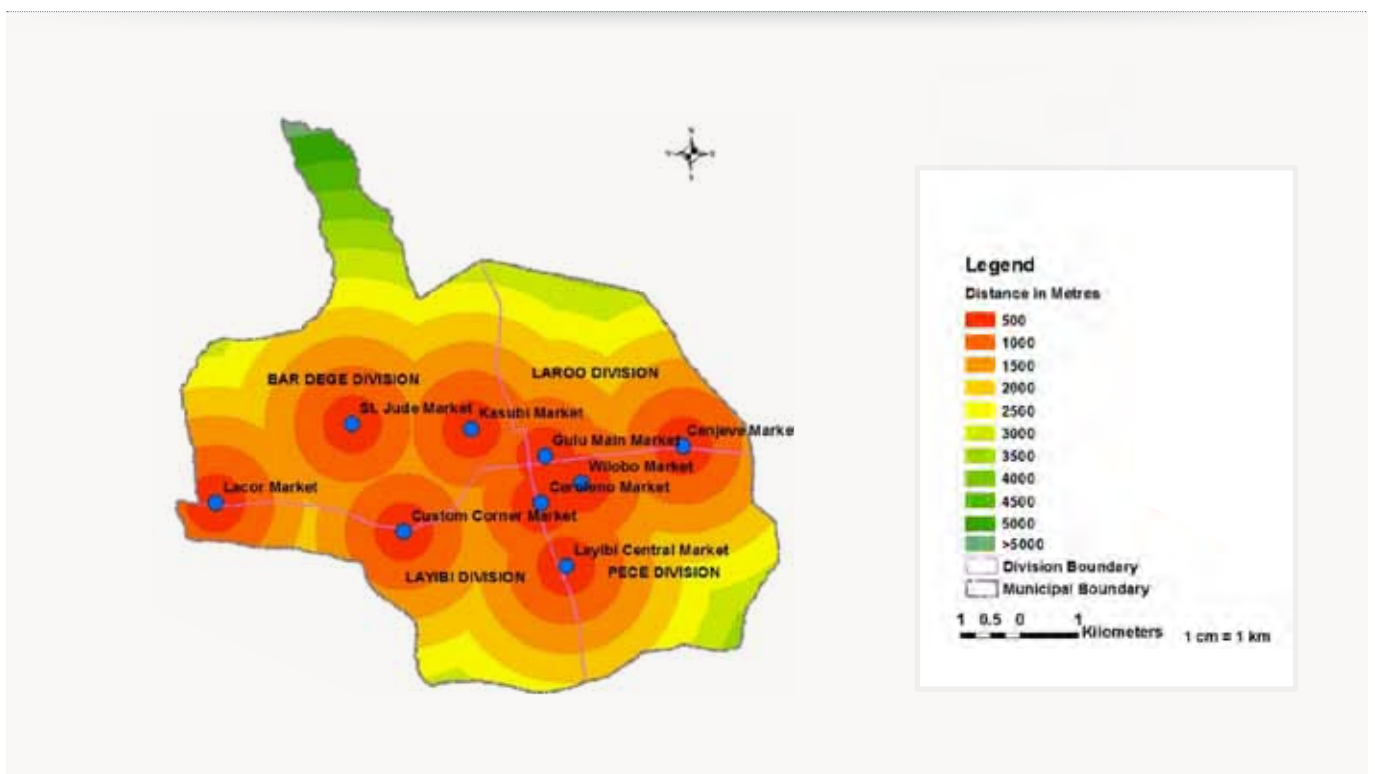 BAR DEGE DIVISION
LAROO DIVISION
St. Jude Market
Kasubi Market
Gulu Main Market
Cenjeve Marke
Wilobo Market
Lacor Market
Cereleno Market
Custom Corner Market
Layibi Central Market
LAYIBI DIVISION
PECE DIVISION
Legend
Distance in Metres
500
1000
1500
2000
2500
3000
3500
4000
4500
5000
>5000
Division Boundary
Municipal Boundary
1 0.5 0 1
Kilometers
1 cm = 1 km